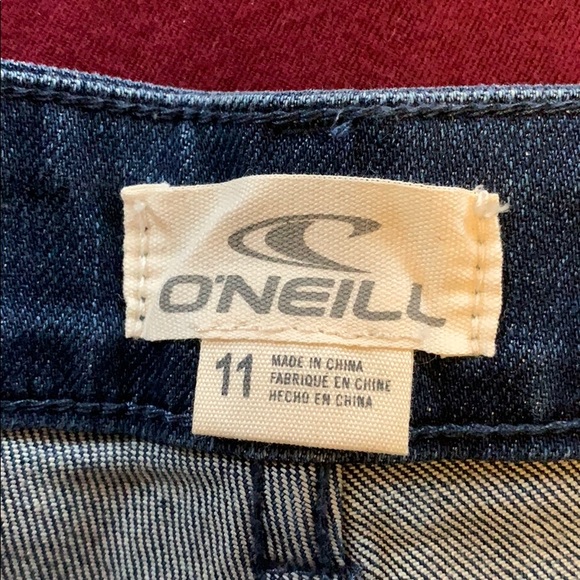 O'NEILL
11
MADE IN CHINA
FABRIQUE EN CHINE
HECHO EN CHINA